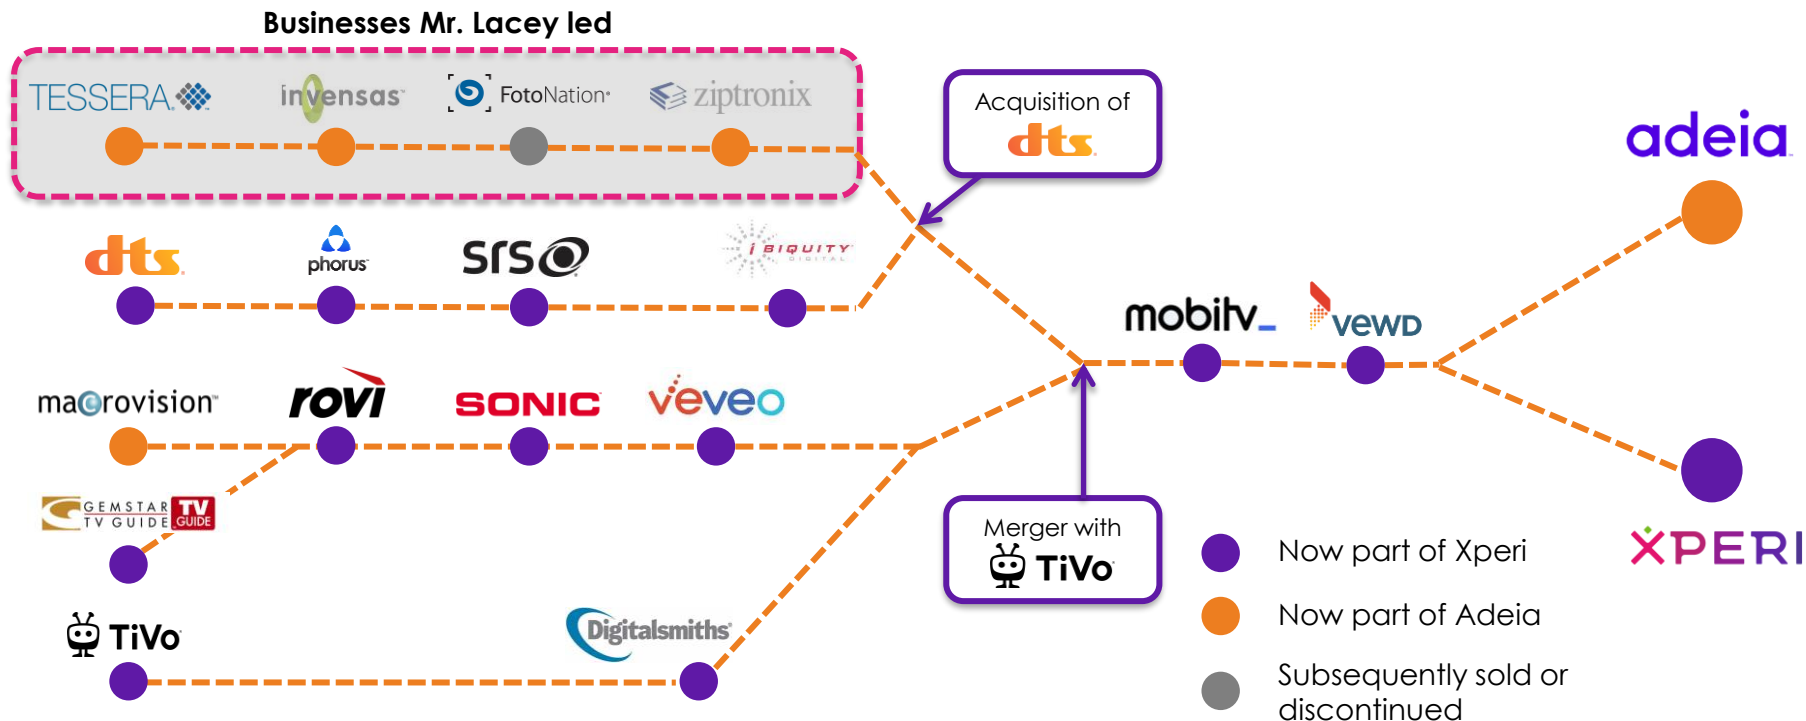 Businesses Mr. Lacey led
TESSERA
invensas
FotoNation
ziptronix
Acquisition of
dts
adeia
dts
phorus
srs
iBIQUITY
DIGITAL
mobitv_
vewd
macrovision
rovi
SONIC
veveo
GEMSTAR
TV GUIDE
TV
GUIDE
Merger with
TiVo
XPERI
Now part of Xperi
Now part of Adeia
TiVo
Digitalsmiths
Subsequently sold or
discontinued